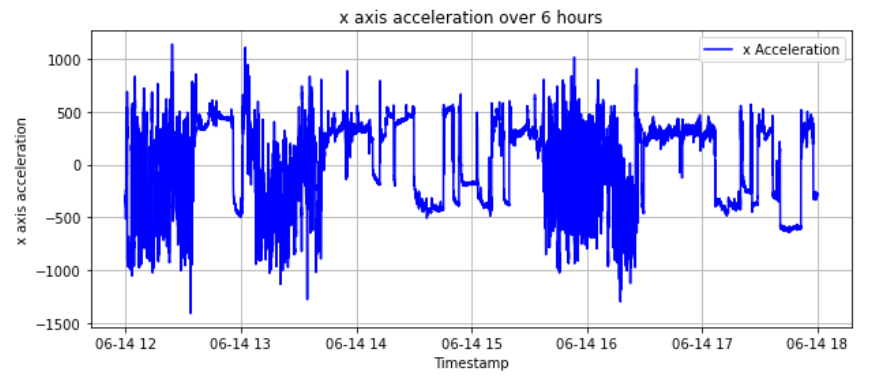 x axis acceleration over 6 hours
x Acceleration
1000
500
0
−500
−1000
−1500
x axis acceleration
06-14 12 06-14 13 06-14 14 06-14 15 06-14 16 06-14 17 06-14 18
Timestamp